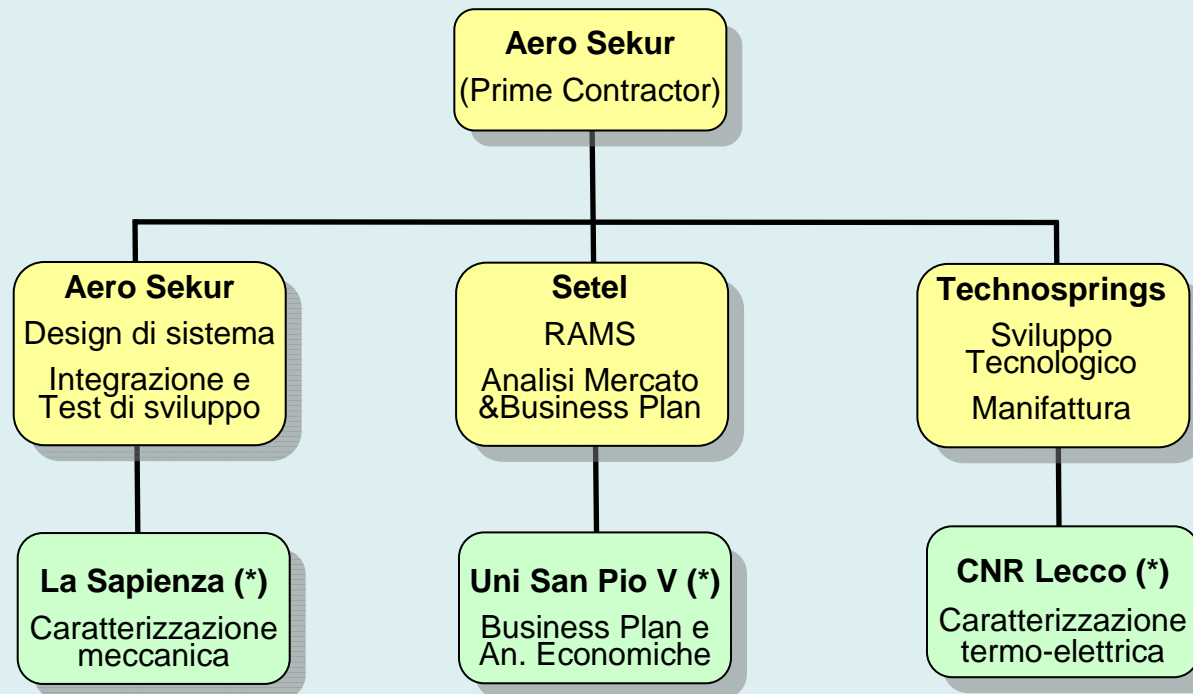 Aero Sekur
(Prime Contractor)
Aero Sekur
Design di sistema
Integrazione e
Test di sviluppo
Setel
RAMS
Analisi Mercato
&Business Plan
Technosprings
Sviluppo
Tecnologico
Manifattura
La Sapienza (*)
Caratterizzazione
meccanica
Uni San Pio V (*)
Business Plan e
An. Economiche
CNR Lecco (*)
Caratterizzazione
termo-elettrica